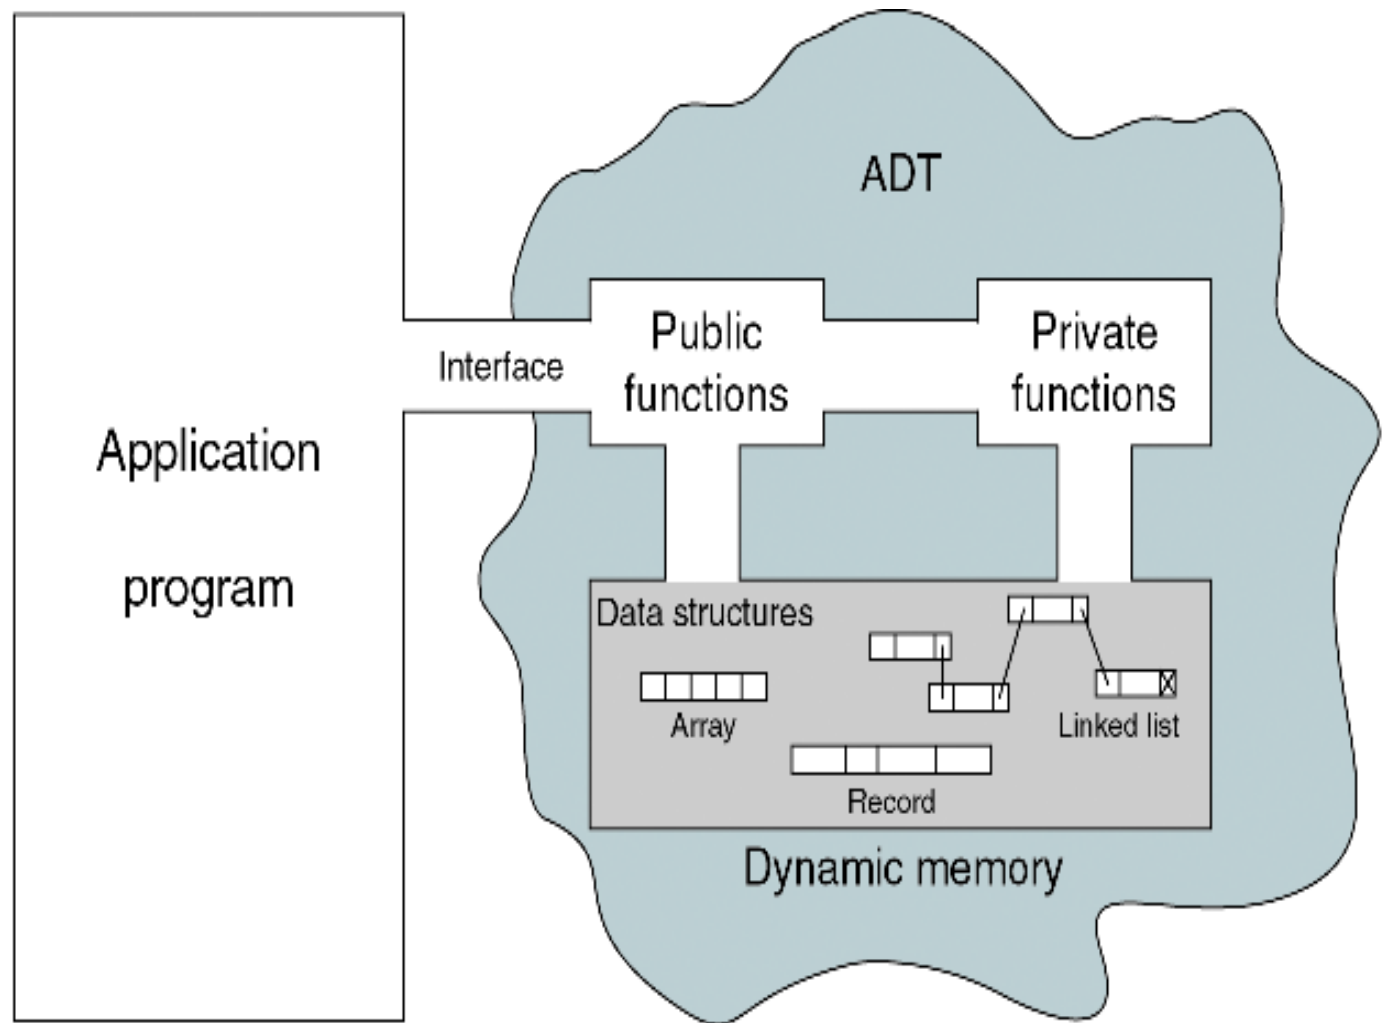 ADT
Public
functions
Private
functions
Interface
Application
program
Data structures
Array
Linked list
Record
Dynamic memory